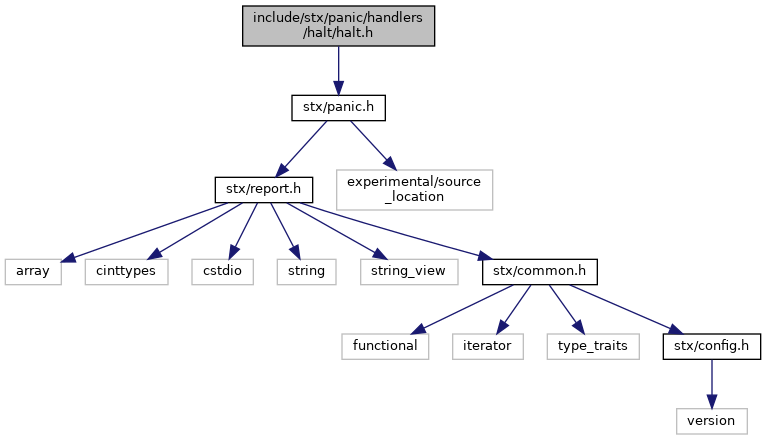 include/stx/panic/handlers
/halt/halt.h
stx/panic.h
stx/report.h
experimental/source
_location
array
cinttypes
cstdio
string
string_view
stx/common.h
functional
iterator
type_traits
stx/config.h
version